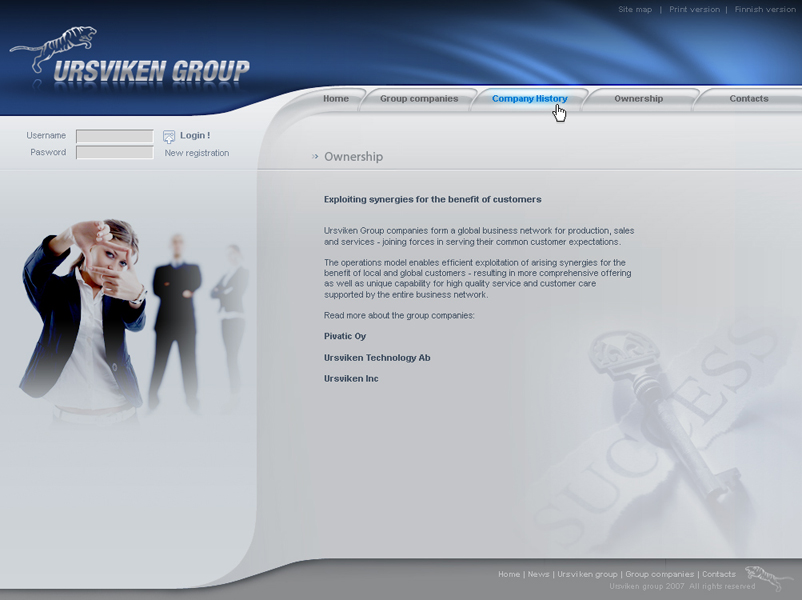 Site map | Print version | Finnish version
URSVIKEN GROUP
Home Group companies Company History Ownership Contacts
Username Login !
Pasword New registration
Ownership
Exploiting synergies for the benefit of customers
Ursviken Group companies form a global business network for production, sales
and services - joining forces in serving their common customer expectations.
The operations model enables efficient exploitation of arising synergies for the
benefit of local and global customers - resulting in more comprehensive offering
as well as unique capability for high quality service and customer care
supported by the entire business network.
Read more about the group companies:
Pivatic Oy
Ursviken Technology Ab
Ursviken Inc
SUCCESS
Home | News | Ursviken group | Group companies | Contacts
Ursviken group 2007. All rights reserved